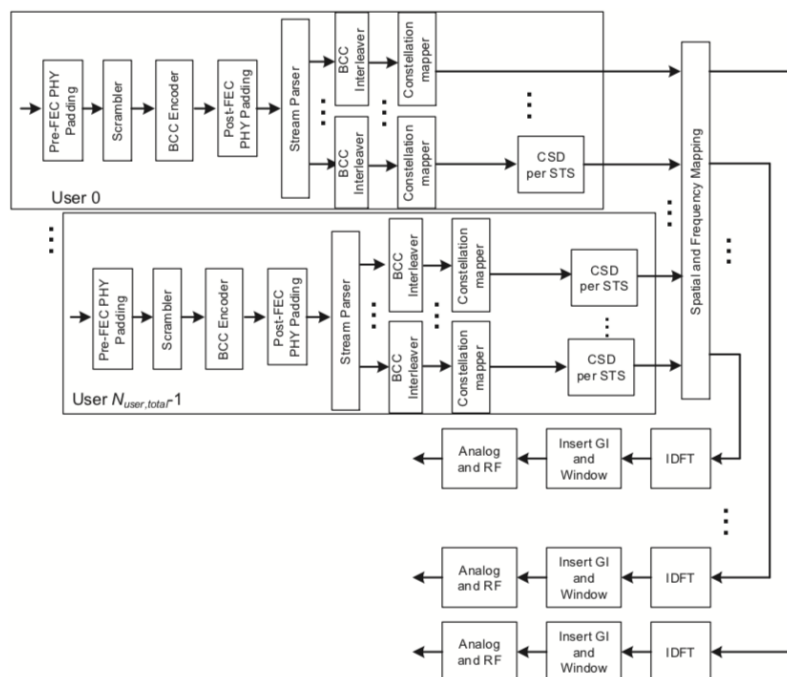 Pre-FEC PHY
Padding
Scrambler
BCC Encoder
Post-FEC
PHY Padding
Stream Parser
BCC
Interleaver
Constellation
mapper
BCC
Interleaver
Constellation
mapper
CSD
per STS
User 0
Spatial and Frequency Mapping
Pre-FEC PHY
Padding
Scrambler
BCC Encoder
Post-FEC
PHY Padding
Stream Parser
BCC
Interleaver
Constellation
mapper
CSD
per STS
BCC
Interleaver
Constellation
mapper
CSD
per STS
User Nuser,total-1
Analog
and RF
Insert GI
and
Window
IDFT
Analog
and RF
Insert GI
and
Window
IDFT
Analog
and RF
Insert GI
and
Window
IDFT